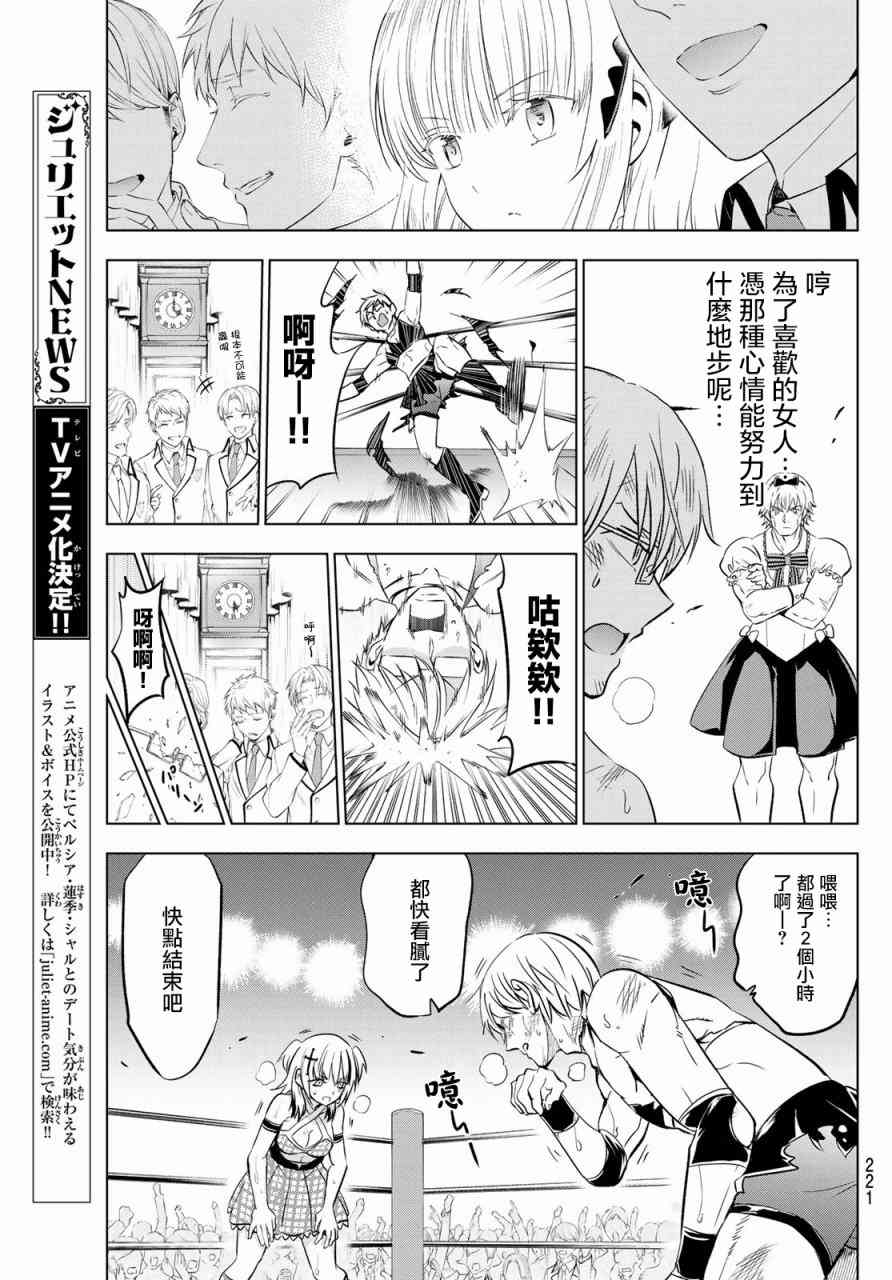 哼
為了喜歡的女人…
憑那種心情能努力到
什麼地步呢…
啊呀ー!!
根本不可能
贏啊
咕欸欸!!
呼啊~
呀啊啊!
喂喂…
都過了2個小時
了啊ー?
噫
都快看膩
了
噫
快點結束吧
221
ジュリエットNEWS
TVアニメ化決定!!
アニメ公式HPにてペルシア・蓮季・シャルとのデート気分が味わえる
イラスト&ボイスを公開中! 詳しくは「juliet-anime.com」で検索!!